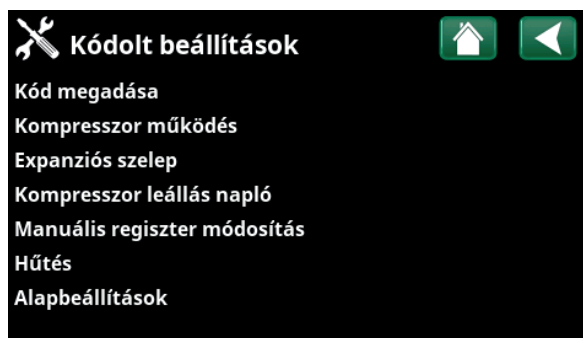 Kódolt beállítások
Kód megadása
Kompresszor működés
Expanziós szelep
Kompresszor leállás napló
Manuális regiszter módosítás
Hűtés
Alapbeállítások